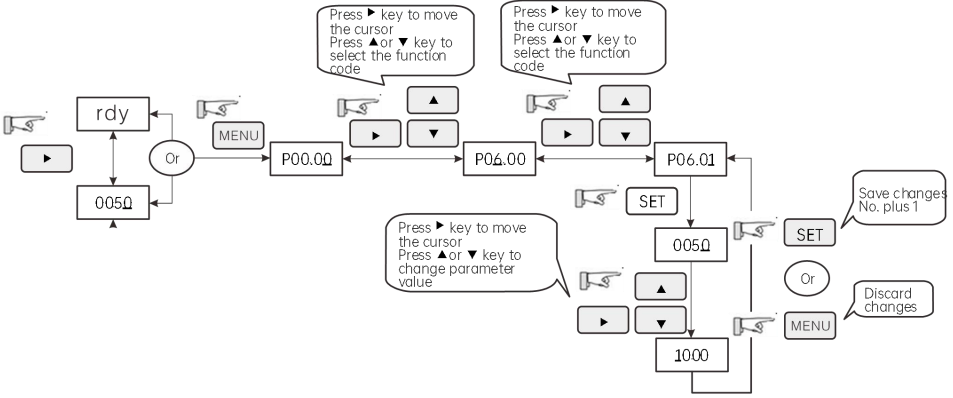 Press ▶ key to move
the cursor
Press ▲or ▼ key to
select the function
code
Press ▶ key to move
the cursor
Press ▲or ▼ key to
select the function
code
rdy
MENU
Or
P00.00
P06.00
P06.01
0050
SET
Press ▶ key to move
the cursor
Press ▲or ▼ key to
change parameter
value
0050
1000
Save changes
No. plus 1
SET
Or
Discard
changes
MENU